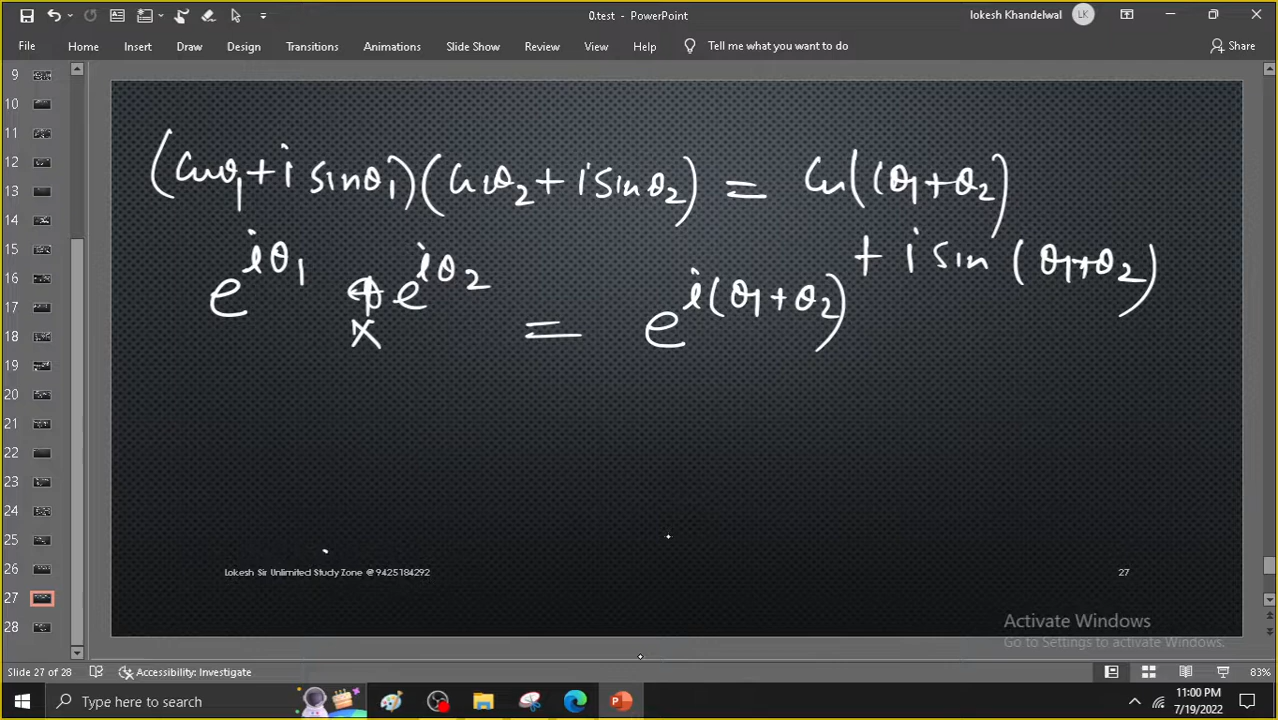 0.test - PowerPoint
lokesh Khandelwal LK
File Home Insert Draw Design Transitions Animations Slide Show Review View Help Tell me what you want to do Share
9
10
11
12
13
14
15
16
17
18
19
20
21
22
23
24
25
26
27
28
(cosθ₁ + i sinθ₁)(cosθ₂ + i sinθ₂) = cos((θ₁+θ₂)
+ i sin(θ₁+θ₂)
e^{iθ₁} × e^{iθ₂} = e^{i(θ₁+θ₂)}
Lokesh Sir Unlimited Study Zone @ 9425184292 27
Activate Windows
Go to Settings to activate Windows.
Slide 27 of 28 Accessibility: Investigate 83%
Type here to search
11:00 PM
7/19/2022